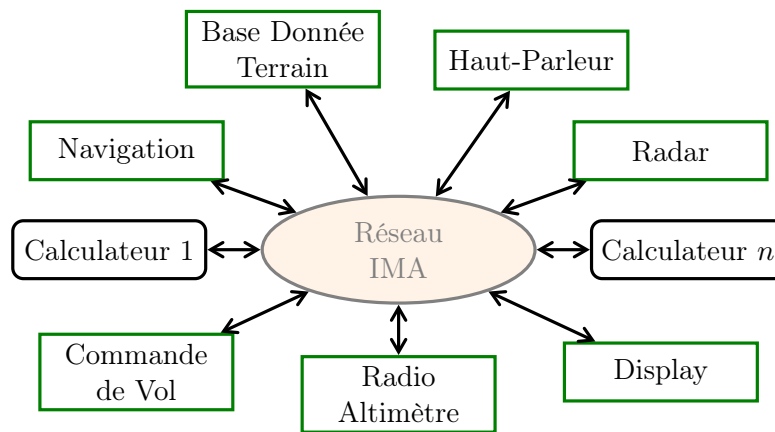 Base Donnée
Terrain
Haut-Parleur
Navigation
Radar
Calculateur 1
Réseau
IMA
Calculateur n
Commande
de Vol
Radio
Altimètre
Display